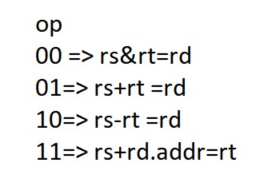 op
00 => rs&rt=rd
01=> rs+rt =rd
10=> rs-rt =rd
11=> rs+rd.addr=rt